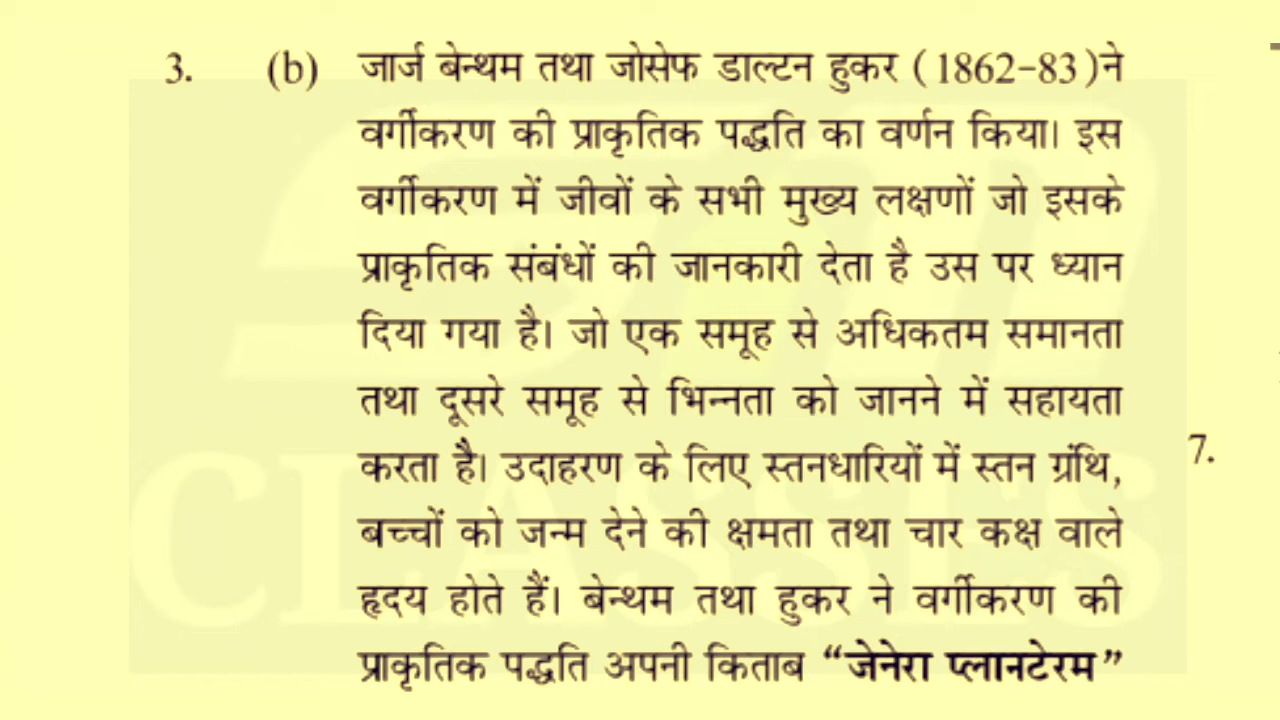 3. (b) जार्ज बेन्थम तथा जोसेफ डाल्टन हुकर (1862-83)ने
वर्गीकरण की प्राकृतिक पद्धति का वर्णन किया। इस
वर्गीकरण में जीवों के सभी मुख्य लक्षणों जो इसके
प्राकृतिक संबंधों की जानकारी देता है उस पर ध्यान
दिया गया है। जो एक समूह से अधिकतम समानता
तथा दूसरे समूह से भिन्नता को जानने में सहायता
करता है। उदाहरण के लिए स्तनधारियों में स्तन ग्रंथि,
बच्चों को जन्म देने की क्षमता तथा चार कक्ष वाले
हृदय होते हैं। बेन्थम तथा हुकर ने वर्गीकरण की
प्राकृतिक पद्धति अपनी किताब “जेनेरा प्लानटेरम”
7.
CLASSES